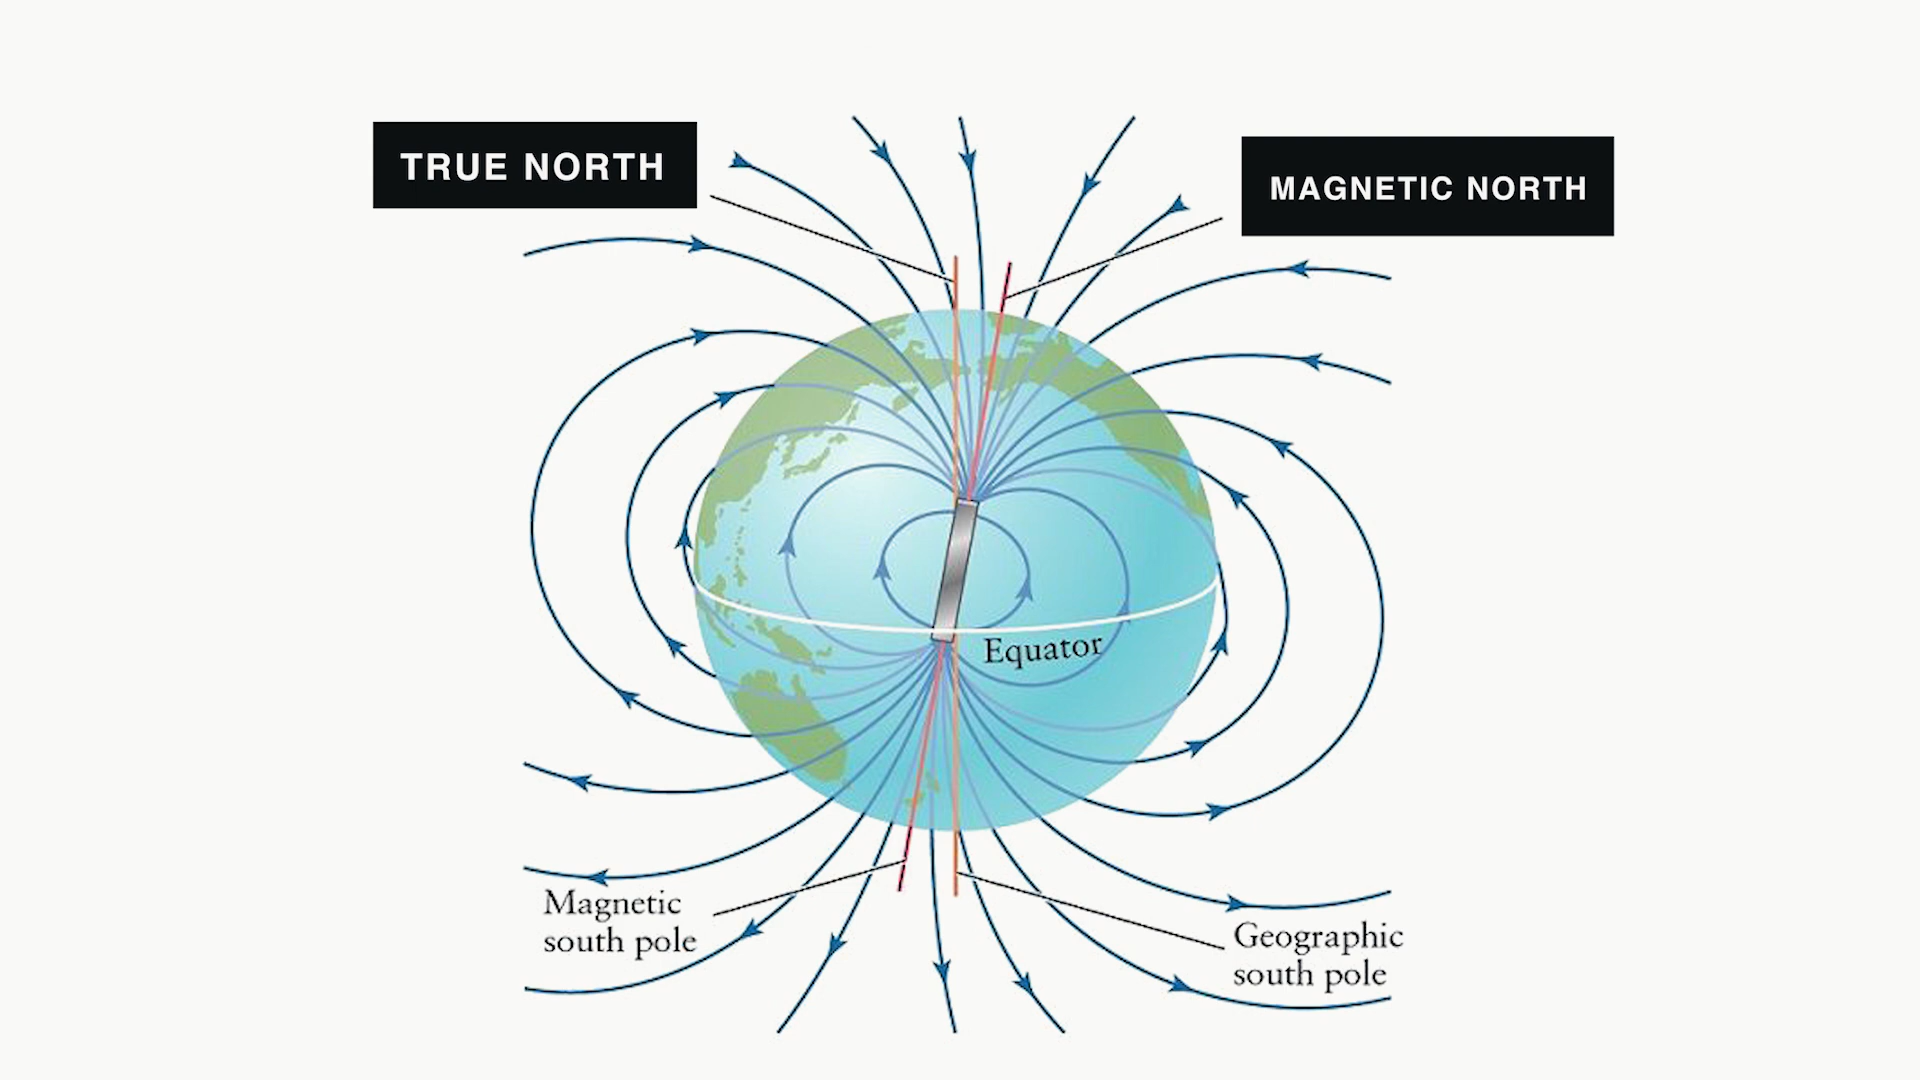 TRUE NORTH
MAGNETIC NORTH
Equator
Magnetic
south pole
Geographic
south pole